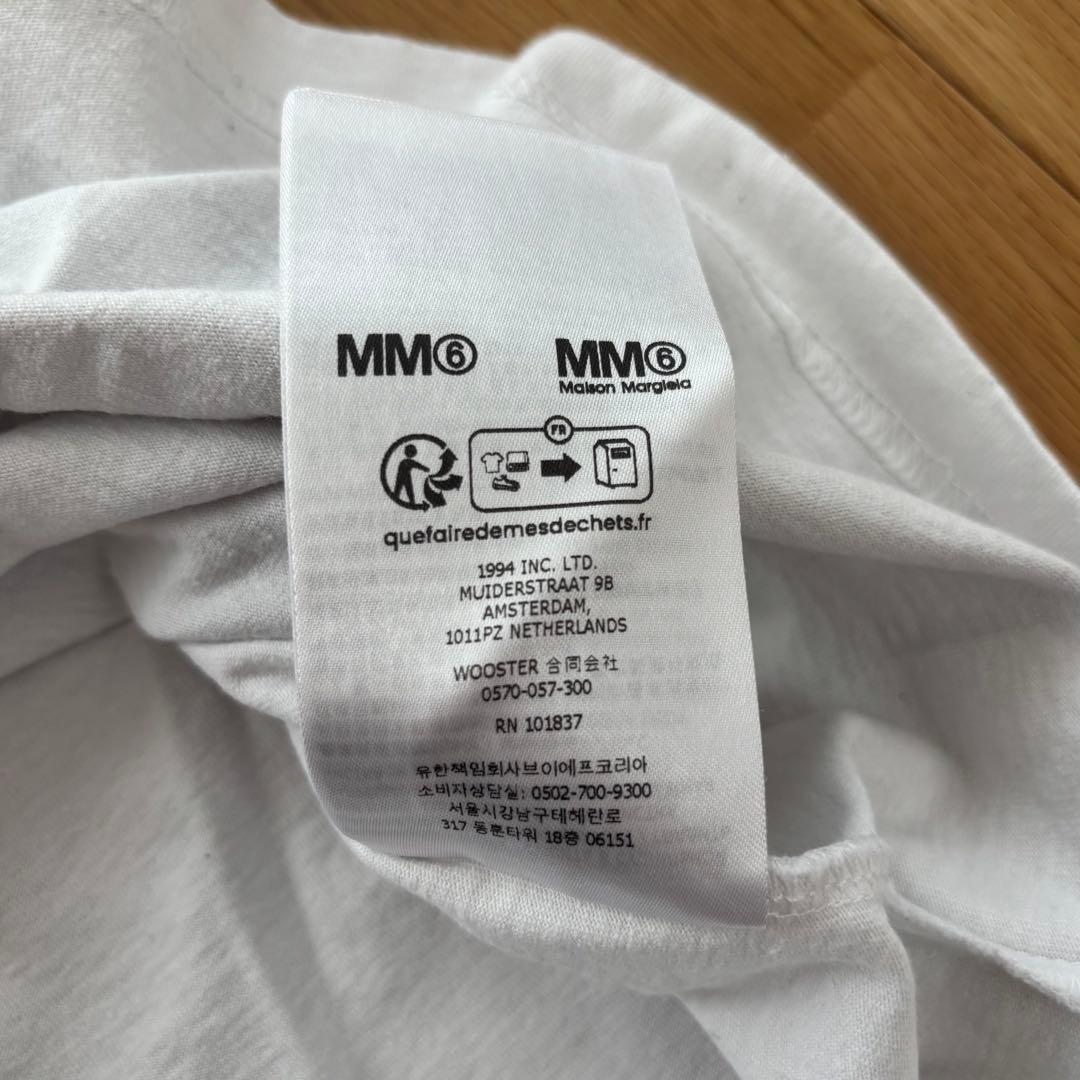 MM⑥
MM⑥
Maison Margiela
FR
quefairedemesdechets.fr
1994 INC. LTD.
MUIDERSTRAAT 9B
AMSTERDAM,
1011PZ NETHERLANDS
WOOSTER 合同会社
0570-057-300
RN 101837
유한책임회사브이에프코리아
소비자상담실: 0502-700-9300
서울시강남구테헤란로
317 동훈타워 18층 06151